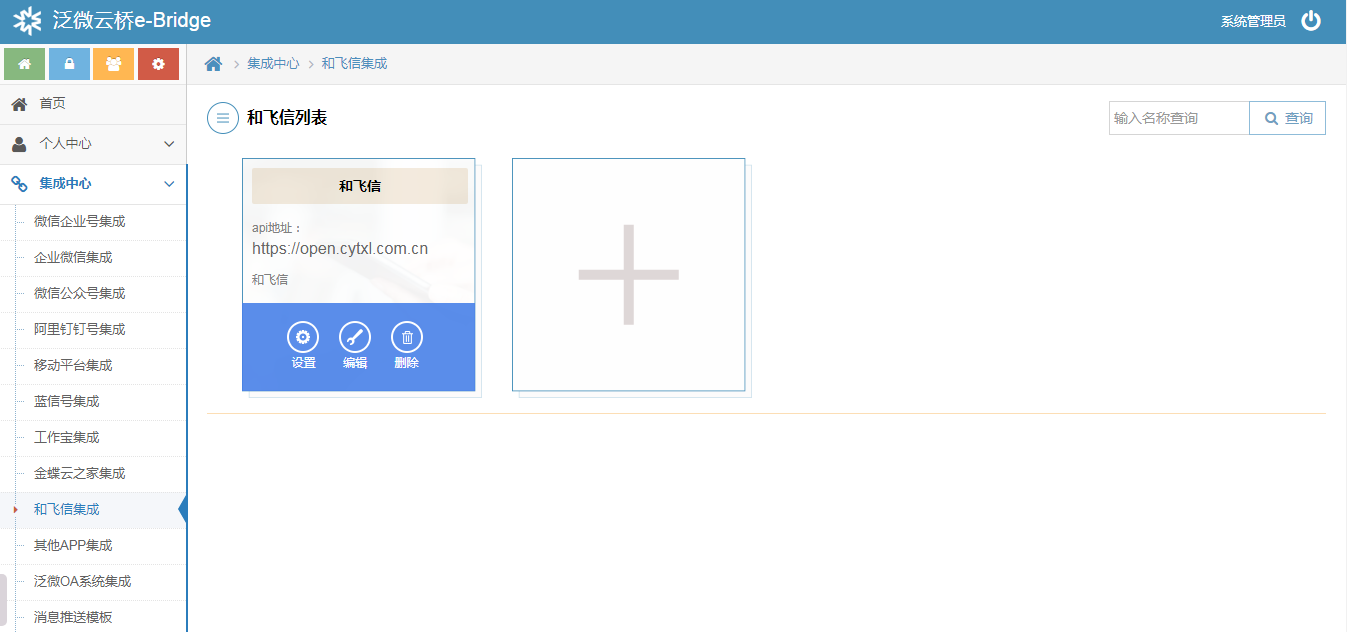 泛微云桥e-Bridge
系统管理员
集成中心
和飞信集成
首页
个人中心
集成中心
微信企业号集成
企业微信集成
微信公众号集成
阿里钉钉号集成
移动平台集成
蓝信号集成
工作宝集成
金蝶云之家集成
和飞信集成
其他APP集成
泛微OA系统集成
消息推送模板
和飞信列表
输入名称查询
查询
和飞信
api地址：
https://open.cytxl.com.cn
和飞信
设置
编辑
删除